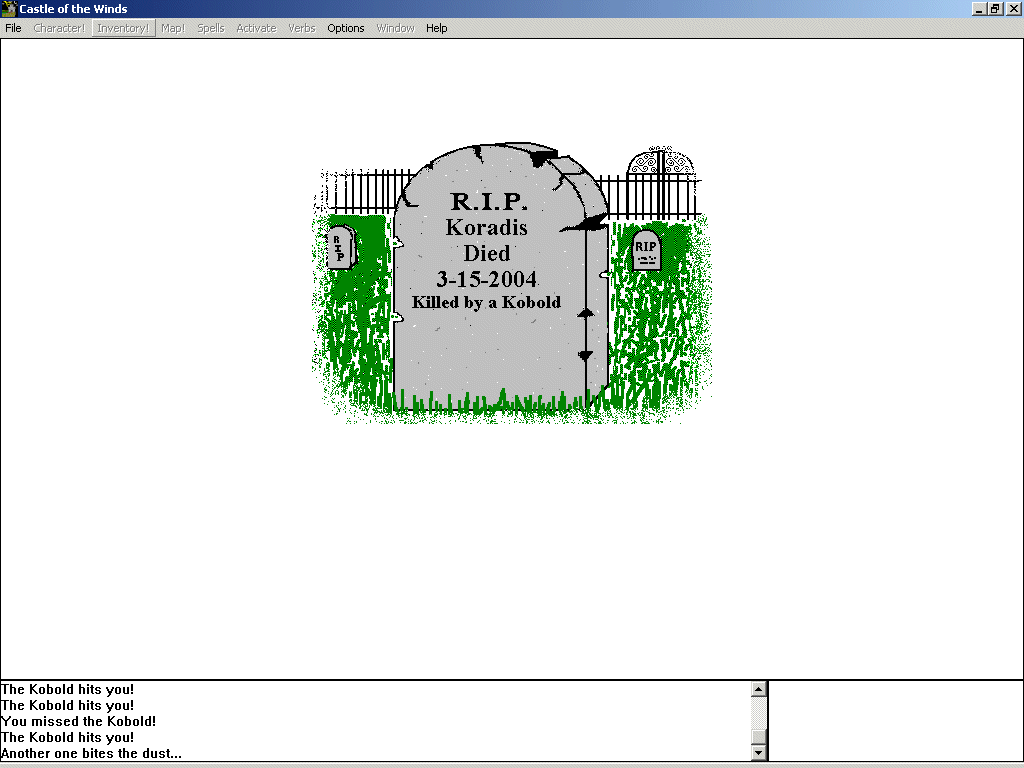 Castle of the Winds
File Character! Inventory! Map! Spells Activate Verbs Options Window Help
R.I.P.
Koradis
Died
3-15-2004
Killed by a Kobold
R
I
P
RIP
The Kobold hits you!
The Kobold hits you!
You missed the Kobold!
The Kobold hits you!
Another one bites the dust...